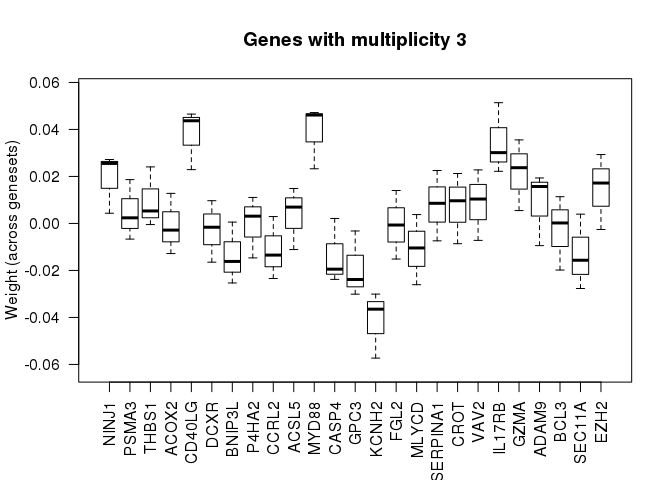 Genes with multiplicity 3
Weight (across genesets)
0.06
0.04
0.02
0.00
-0.02
-0.04
-0.06
NINJ1
PSMA3
THBS1
ACOX2
CD40LG
DCXR
BNIP3L
P4HA2
CCRL2
ACSL5
MYD88
CASP4
GPC3
KCNH2
FGL2
MLYCD
SERPINA1
CROT
VAV2
IL17RB
GZMA
ADAM9
BCL3
SEC11A
EZH2